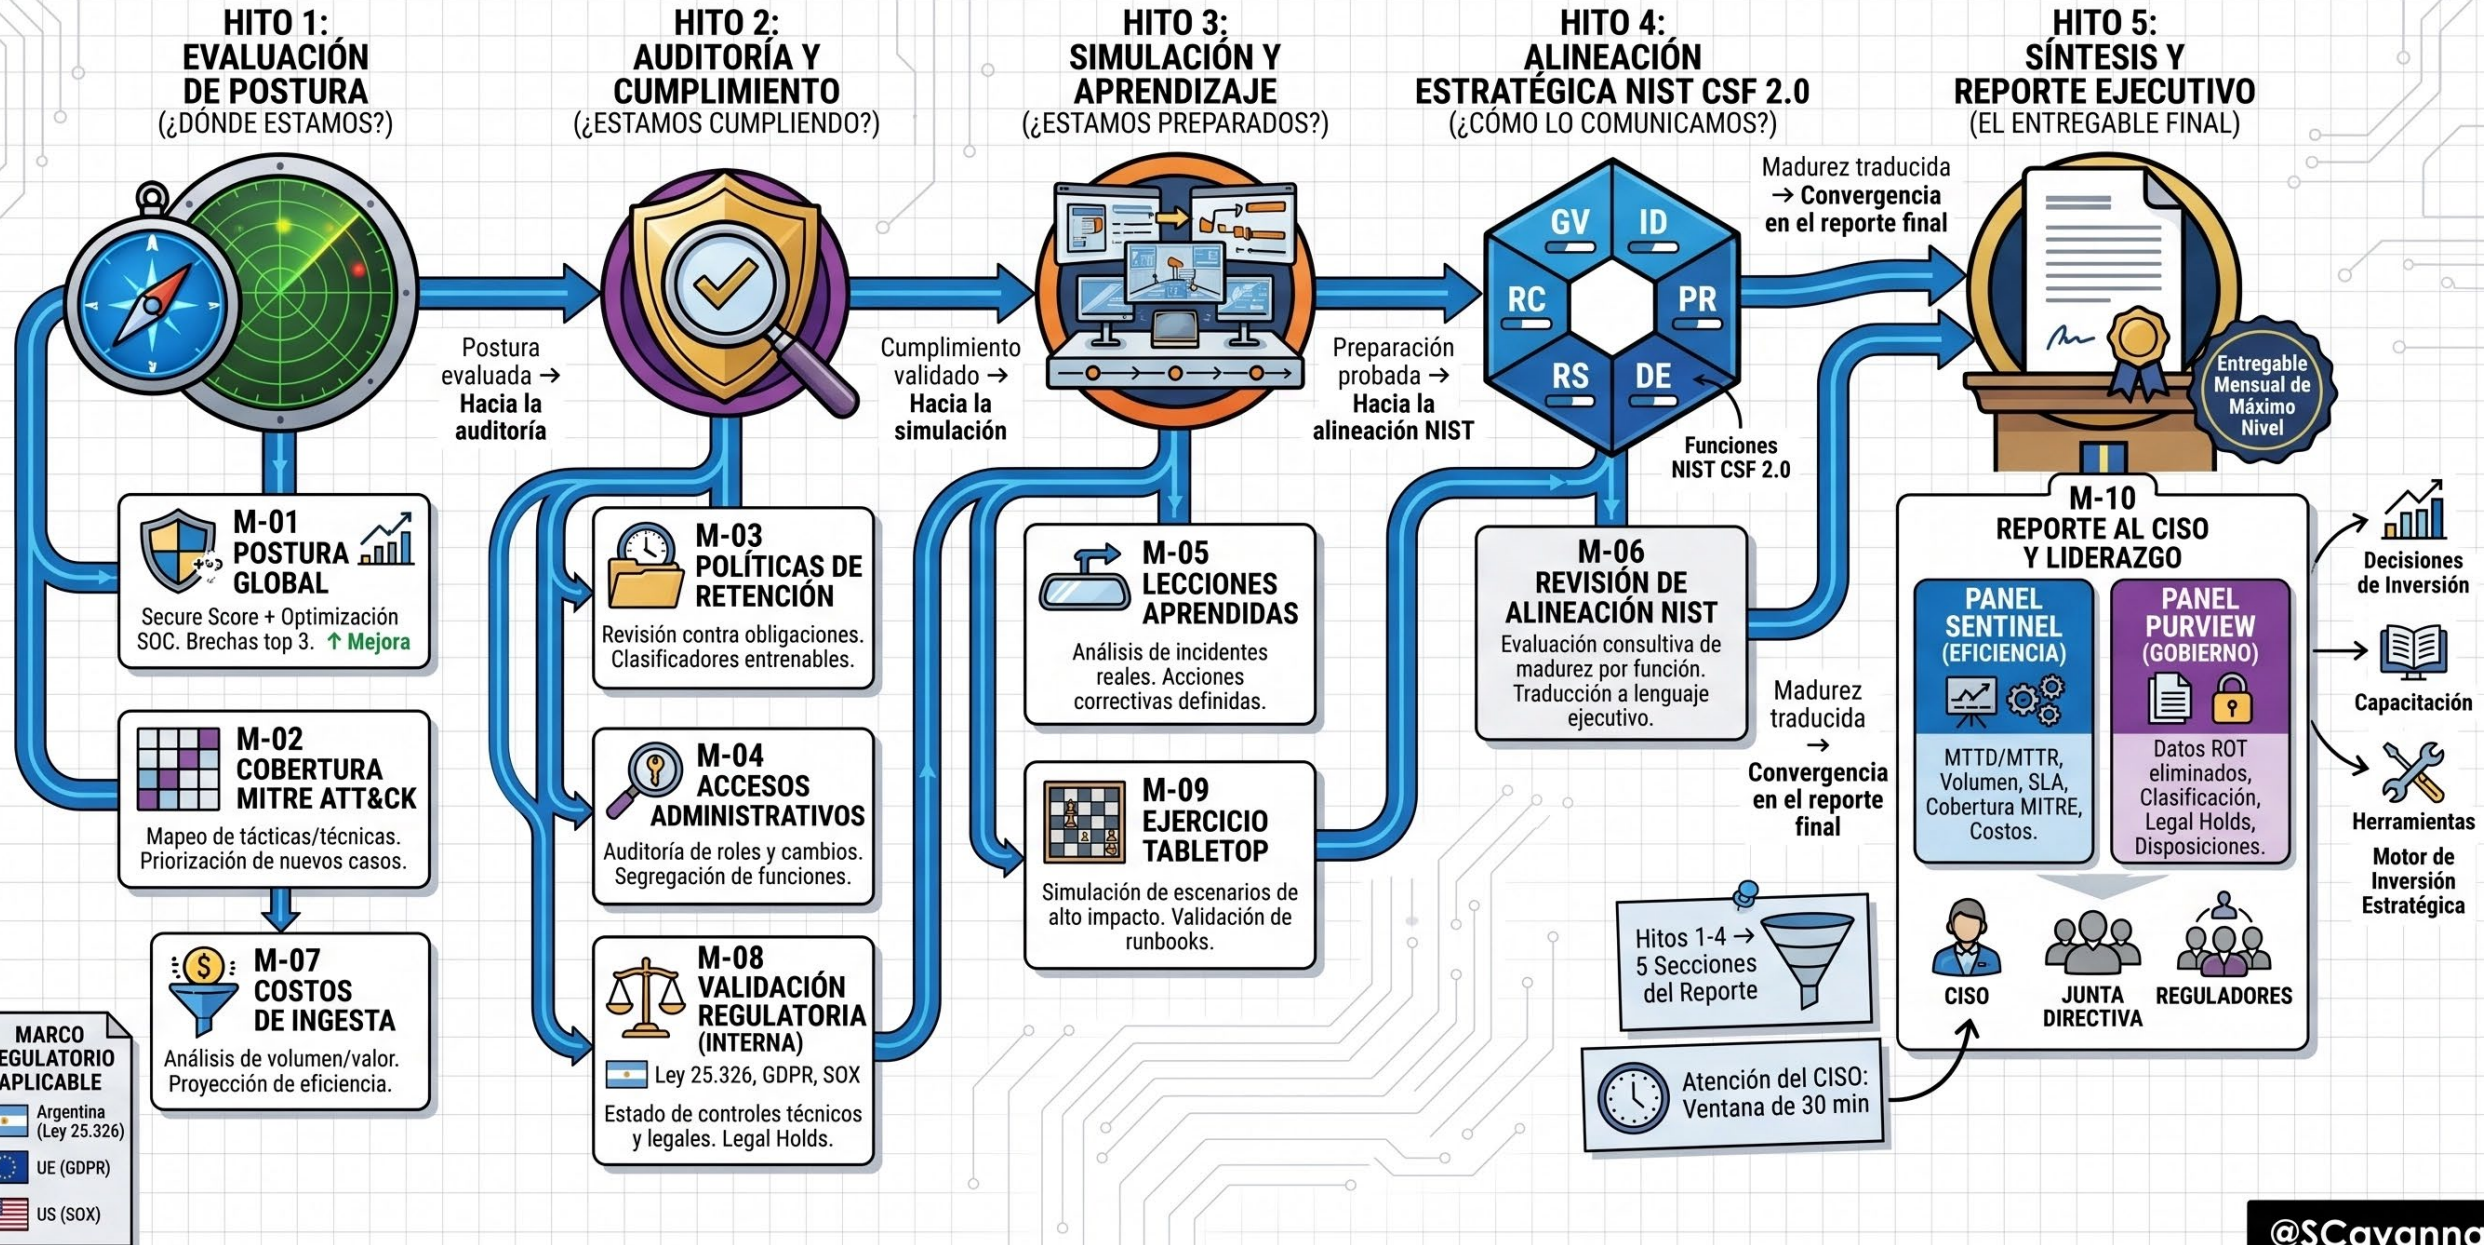 HITO 1:
EVALUACIÓN
DE POSTURA
(¿DÓNDE ESTAMOS?)
HITO 2:
AUDITORÍA Y
CUMPLIMIENTO
(¿ESTAMOS CUMPLIENDO?)
HITO 3:
SIMULACIÓN Y
APRENDIZAJE
(¿ESTAMOS PREPARADOS?)
HITO 4:
ALINEACIÓN
ESTRATÉGICA NIST CSF 2.0
(¿CÓMO LO COMUNICAMOS?)
HITO 5:
SÍNTESIS Y
REPORTE EJECUTIVO
(EL ENTREGABLE FINAL)
Postura
evaluada →
Hacia la
auditoría
Cumplimiento
validado →
Hacia la
simulación
Preparación
probada →
Hacia la
alineación NIST
GV
ID
RC
PR
RS
DE
Funciones
NIST CSF 2.0
Madurez traducida
→ Convergencia
en el reporte final
Entregable
Mensual de
Máximo
Nivel
M-01
POSTURA
GLOBAL
Secure Score + Optimización
SOC. Brechas top 3. ↑ Mejora
M-02
COBERTURA
MITRE ATT&CK
Mapeo de tácticas/técnicas.
Priorización de nuevos casos.
$
M-07
COSTOS
DE INGESTA
Análisis de volumen/valor.
Proyección de eficiencia.
MARCO
EGULATORIO
APLICABLE
Argentina
(Ley 25.326)
UE (GDPR)
US (SOX)
M-03
POLÍTICAS DE
RETENCIÓN
Revisión contra obligaciones.
Clasificadores entrenables.
M-04
ACCESOS
ADMINISTRATIVOS
Auditoría de roles y cambios.
Segregación de funciones.
M-08
VALIDACIÓN
REGULATORIA
(INTERNA)
Ley 25.326, GDPR, SOX
Estado de controles técnicos
y legales. Legal Holds.
M-05
LECCIONES
APRENDIDAS
Análisis de incidentes
reales. Acciones
correctivas definidas.
M-09
EJERCICIO
TABLETOP
Simulación de escenarios de
alto impacto. Validación de
runbooks.
M-06
REVISIÓN DE
ALINEACIÓN NIST
Evaluación consultiva de
madurez por función.
Traducción a lenguaje
ejecutivo.
Madurez
traducida
→
Convergencia
en el reporte
final
Hitos 1-4 →
5 Secciones
del Reporte
Atención del CISO:
Ventana de 30 min
M-10
REPORTE AL CISO
Y LIDERAZGO
PANEL
SENTINEL
(EFICIENCIA)
MTTD/MTTR,
Volumen, SLA,
Cobertura MITRE,
Costos.
PANEL
PURVIEW
(GOBIERNO)
Datos ROT
eliminados,
Clasificación,
Legal Holds,
Disposiciones.
CISO
JUNTA
DIRECTIVA
REGULADORES
Decisiones
de Inversión
Capacitación
Herramientas
Motor de
Inversión
Estratégica
@SCavanna